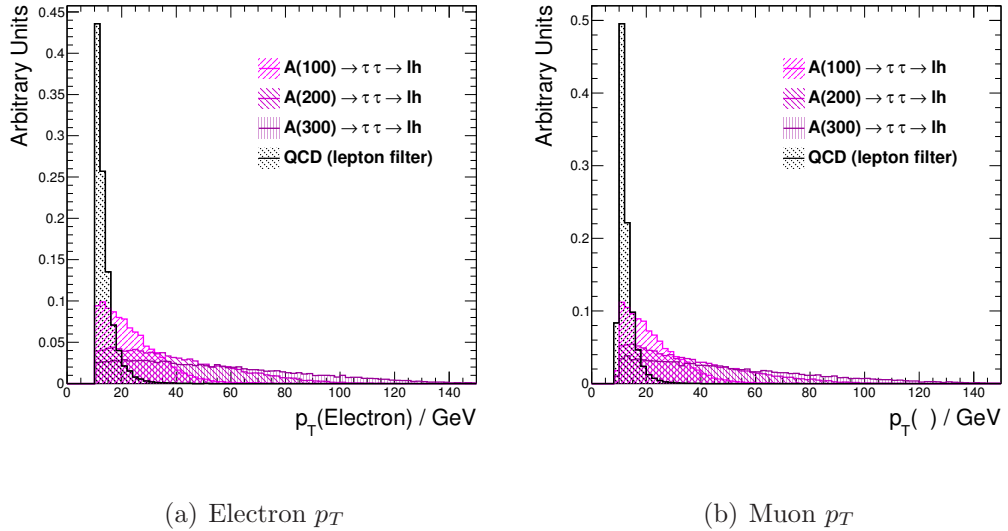 Arbitrary Units
0.45
0.4
0.35
0.3
0.25
0.2
0.15
0.1
0.05
0
A(100)→τ τ→lh
A(200)→τ τ→lh
A(300)→τ τ→lh
QCD (lepton filter)
0 20 40 60 80 100 120 140
p_T(Electron) / GeV
Arbitrary Units
0.5
0.4
0.3
0.2
0.1
0
A(100)→τ τ→lh
A(200)→τ τ→lh
A(300)→τ τ→lh
QCD (lepton filter)
0 20 40 60 80 100 120 140
p_T( ) / GeV
(a) Electron p_T
(b) Muon p_T